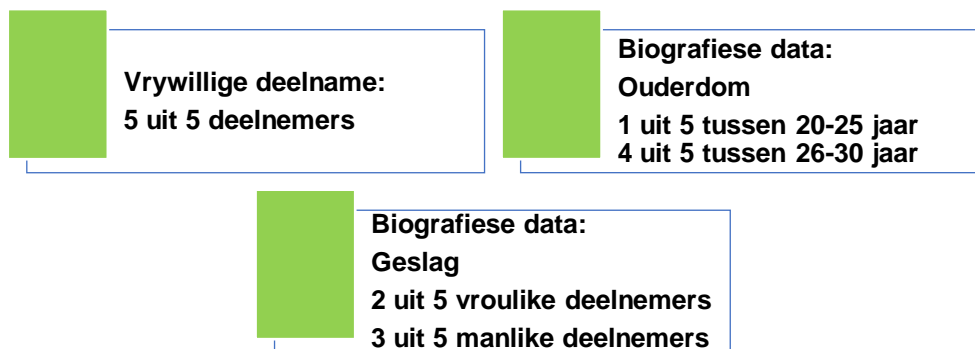 Vrywillige deelname:
5 uit 5 deelnemers
Biografiese data:
Ouderdom
1 uit 5 tussen 20-25 jaar
4 uit 5 tussen 26-30 jaar
Biografiese data:
Geslag
2 uit 5 vroulike deelnemers
3 uit 5 manlike deelnemers